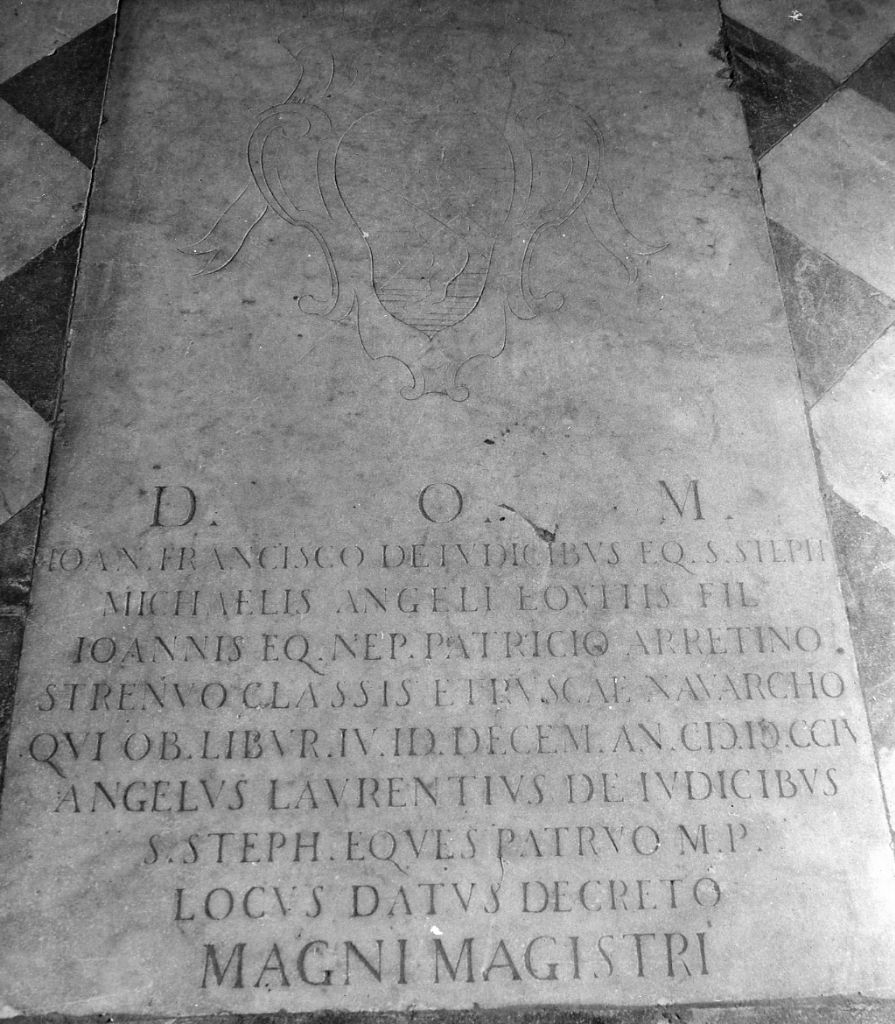 D. O. M.
IOAN. FRANCISCO DE IVDICIBVS EQ. S. STEPH
MICHAELIS ANGELI EQVITIS FIL
IOANNIS EQ. NEP. PATRICIO ARRETINO
STRENVO CLASSIS ETRVSCAE NAVARCHO
QVI OB. LIBVR. IV. ID. DECEM. AN. CIƆ.IƆ.CCIV
ANGELVS LAVRENTIVS DE IVDICIBVS
S. STEPH. EQVES PATRVO M. P.
LOCVS DATVS DECRETO
MAGNI MAGISTRI